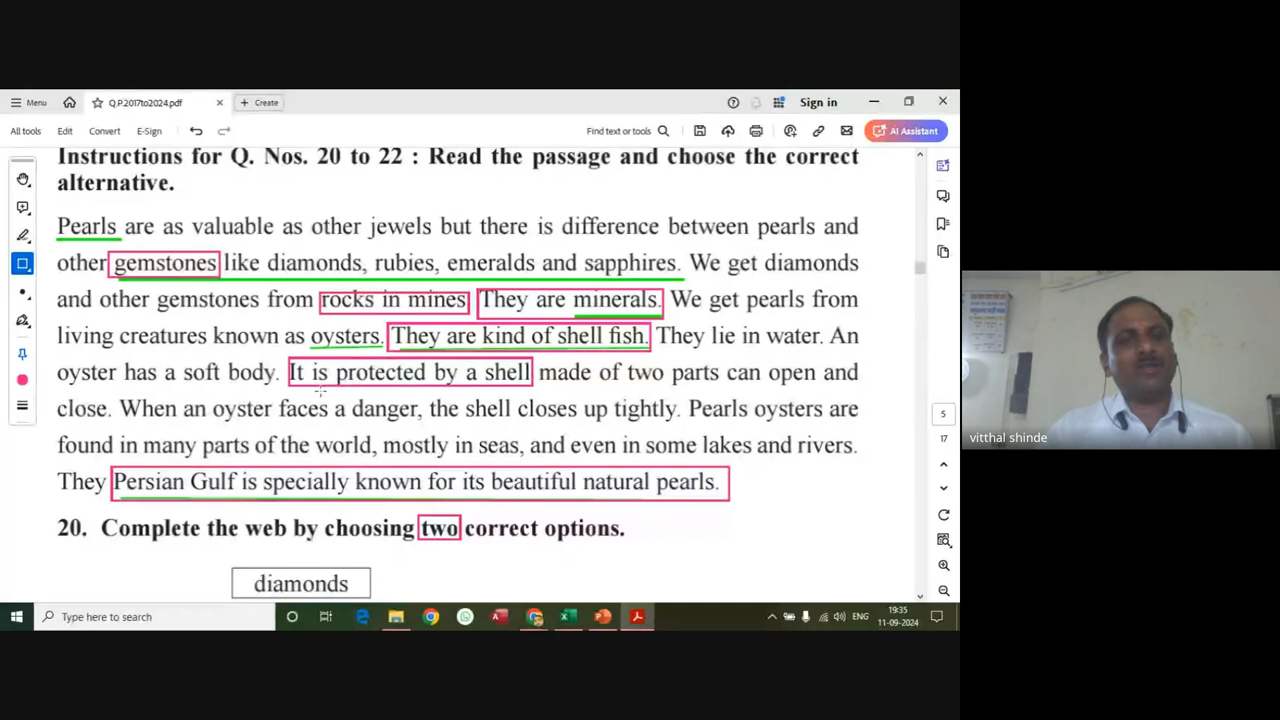 Menu
Q.P.2017to2024.pdf
Create
Sign in
All tools
Edit
Convert
E-Sign
Find text or tools
AI Assistant
Instructions for Q. Nos. 20 to 22 : Read the passage and choose the correct
alternative.
Pearls are as valuable as other jewels but there is difference between pearls and
other gemstones like diamonds, rubies, emeralds and sapphires. We get diamonds
and other gemstones from rocks in mines They are minerals. We get pearls from
living creatures known as oysters. They are kind of shell fish. They lie in water. An
oyster has a soft body. It is protected by a shell made of two parts can open and
close. When an oyster faces a danger, the shell closes up tightly. Pearls oysters are
found in many parts of the world, mostly in seas, and even in some lakes and rivers.
They Persian Gulf is specially known for its beautiful natural pearls.
20. Complete the web by choosing two correct options.
diamonds
5
17
vitthal shinde
Type here to search
ENG
19:35
11-09-2024